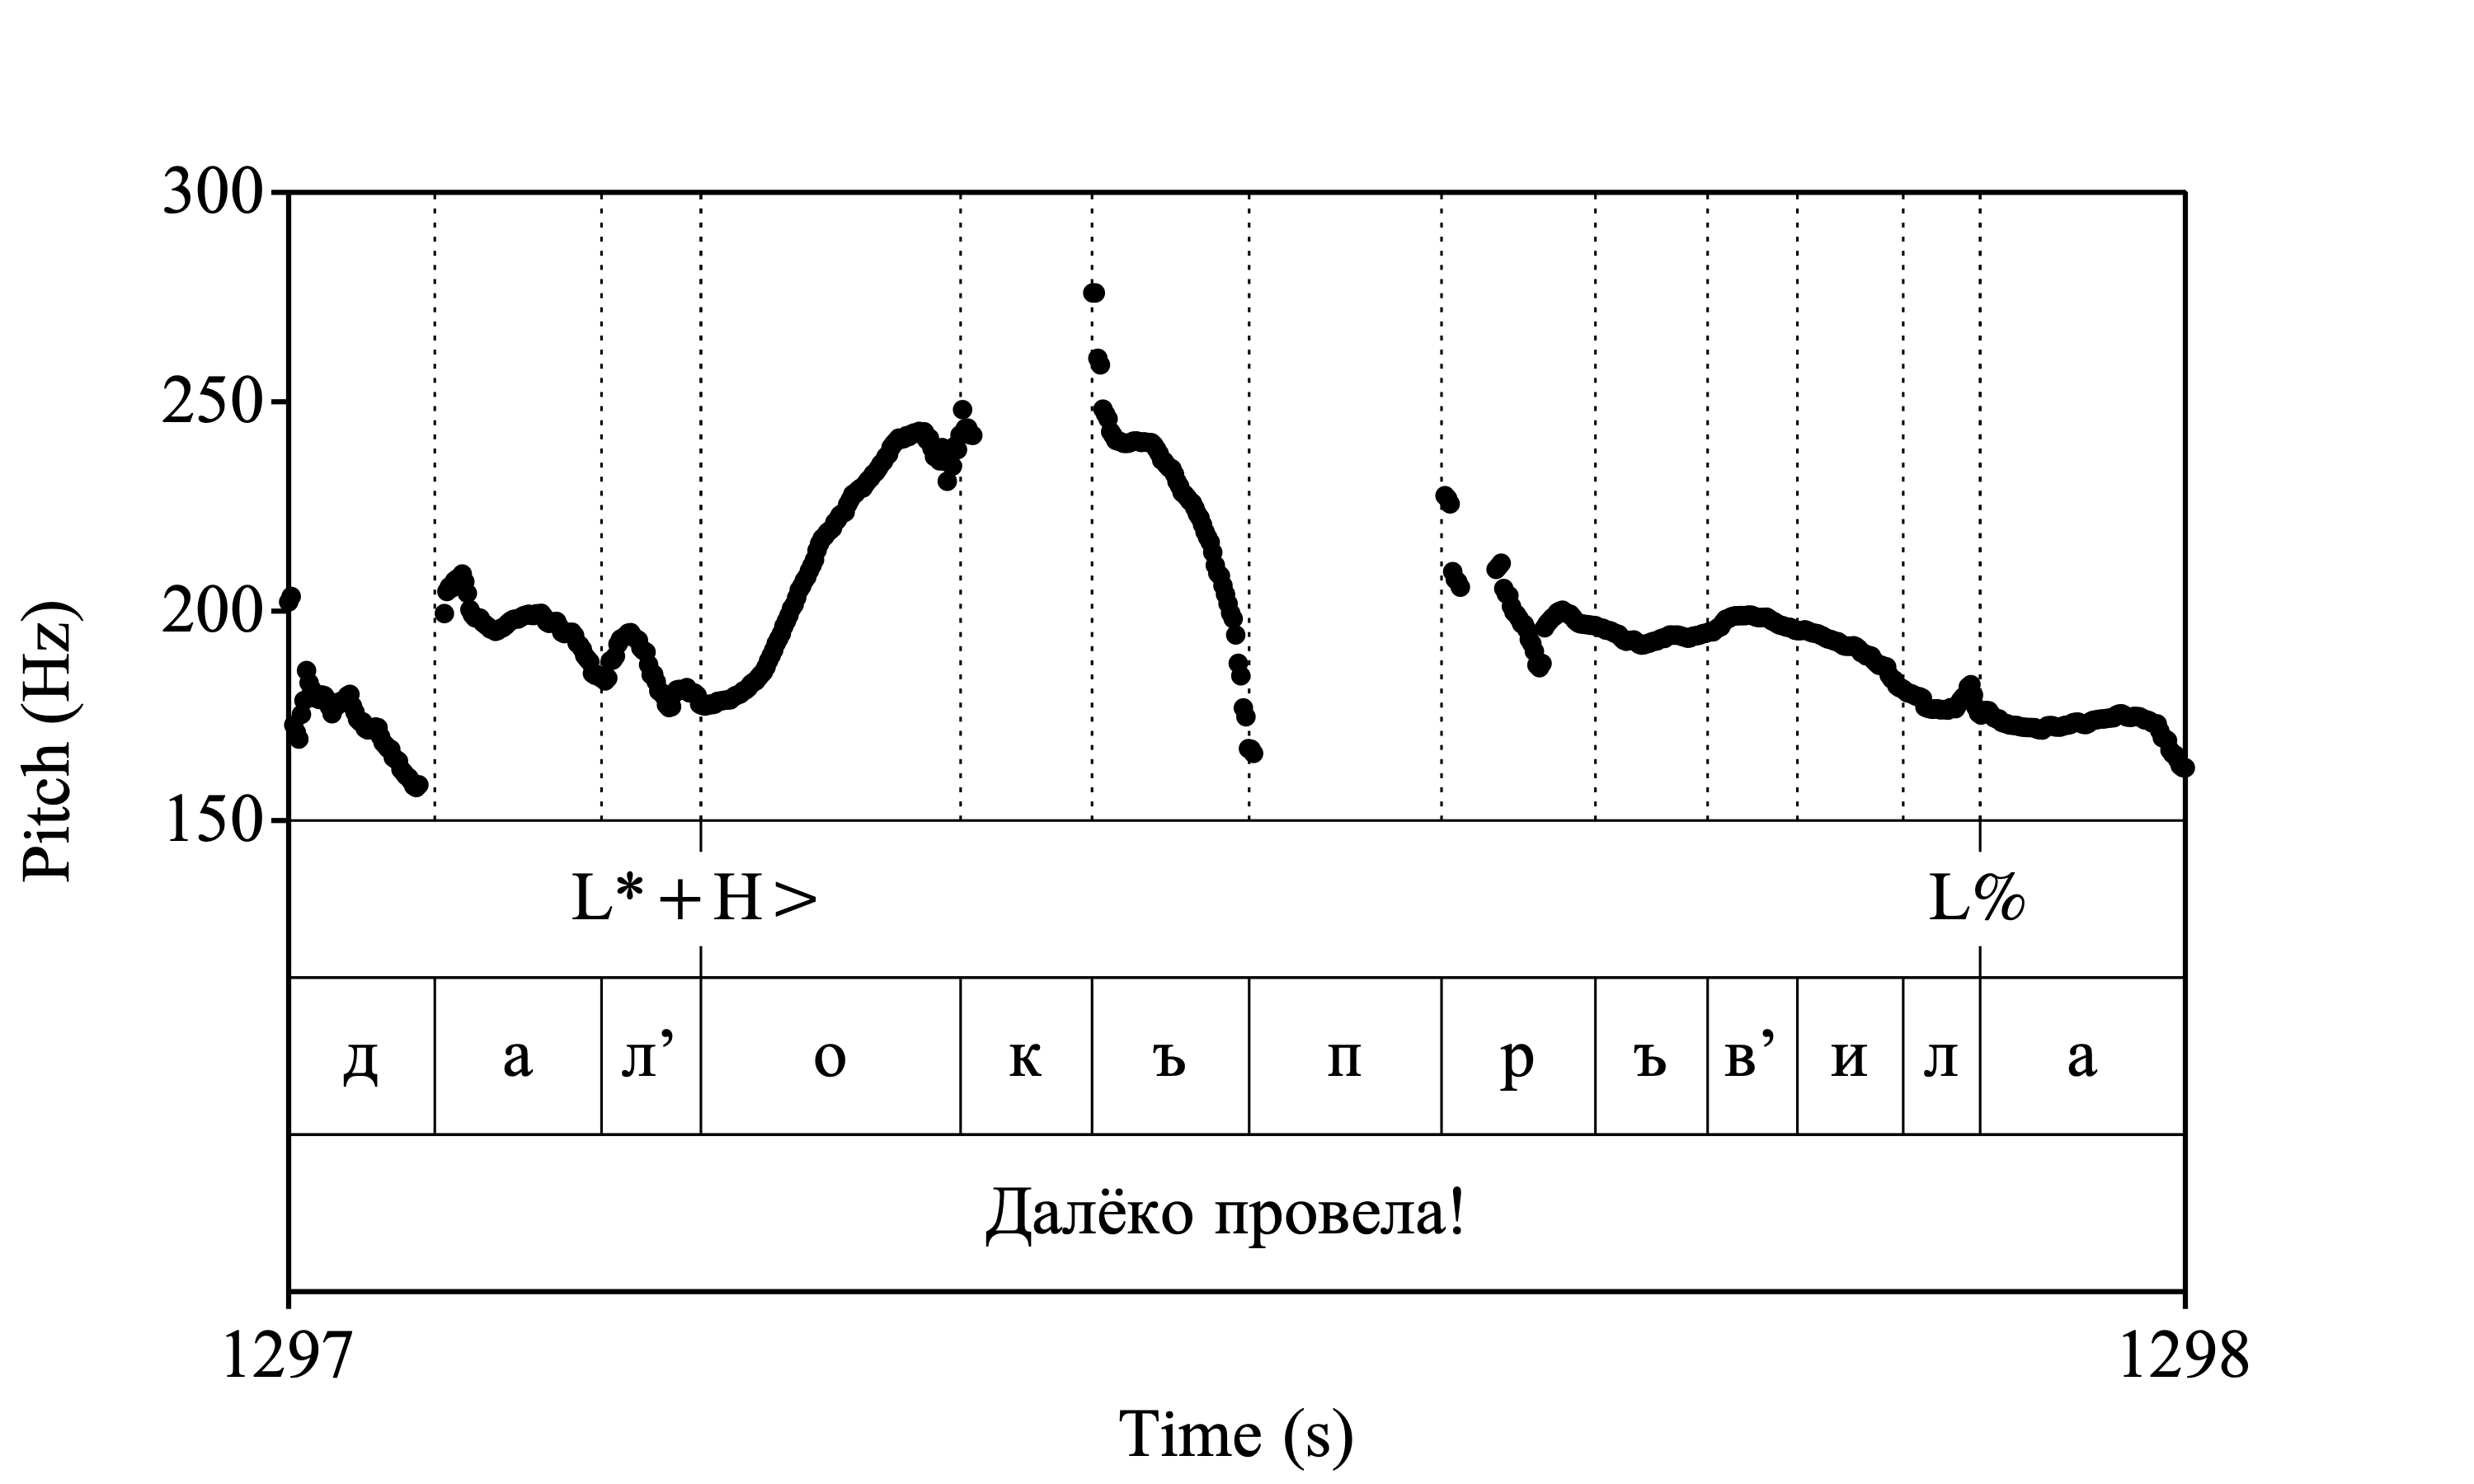 300
250
200
150
Pitch (Hz)
L*+H> L%
д а л’ о к ъ п р ъ в’ и л а
Далёко провела!
1297 1298
Time (s)